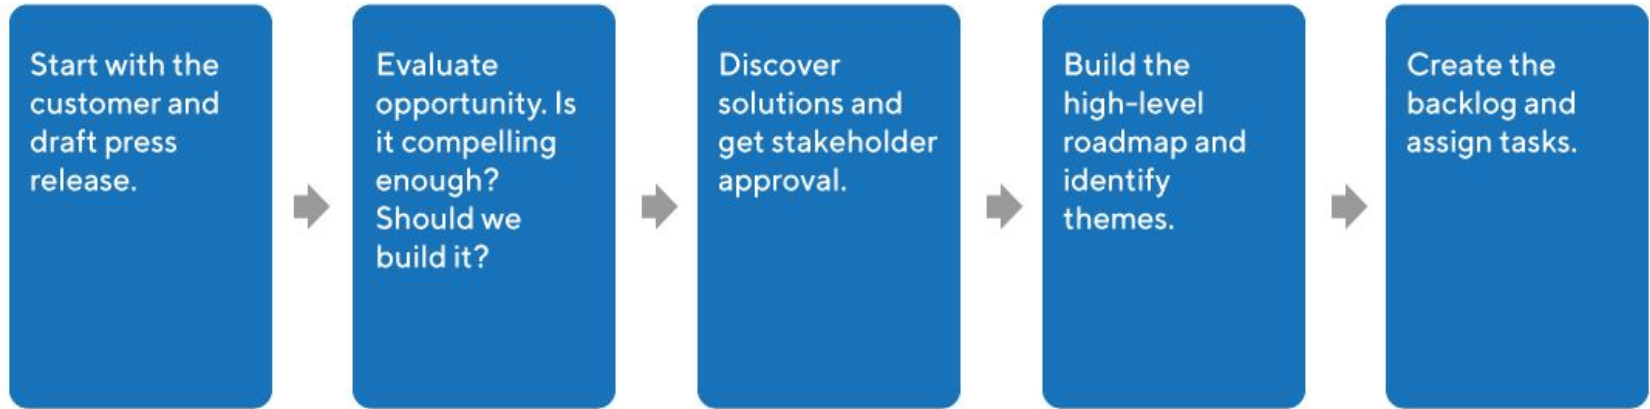 Start with the
customer and
draft press
release.
Evaluate
opportunity. Is
it compelling
enough?
Should we
build it?
Discover
solutions and
get stakeholder
approval.
Build the
high-level
roadmap and
identify
themes.
Create the
backlog and
assign tasks.